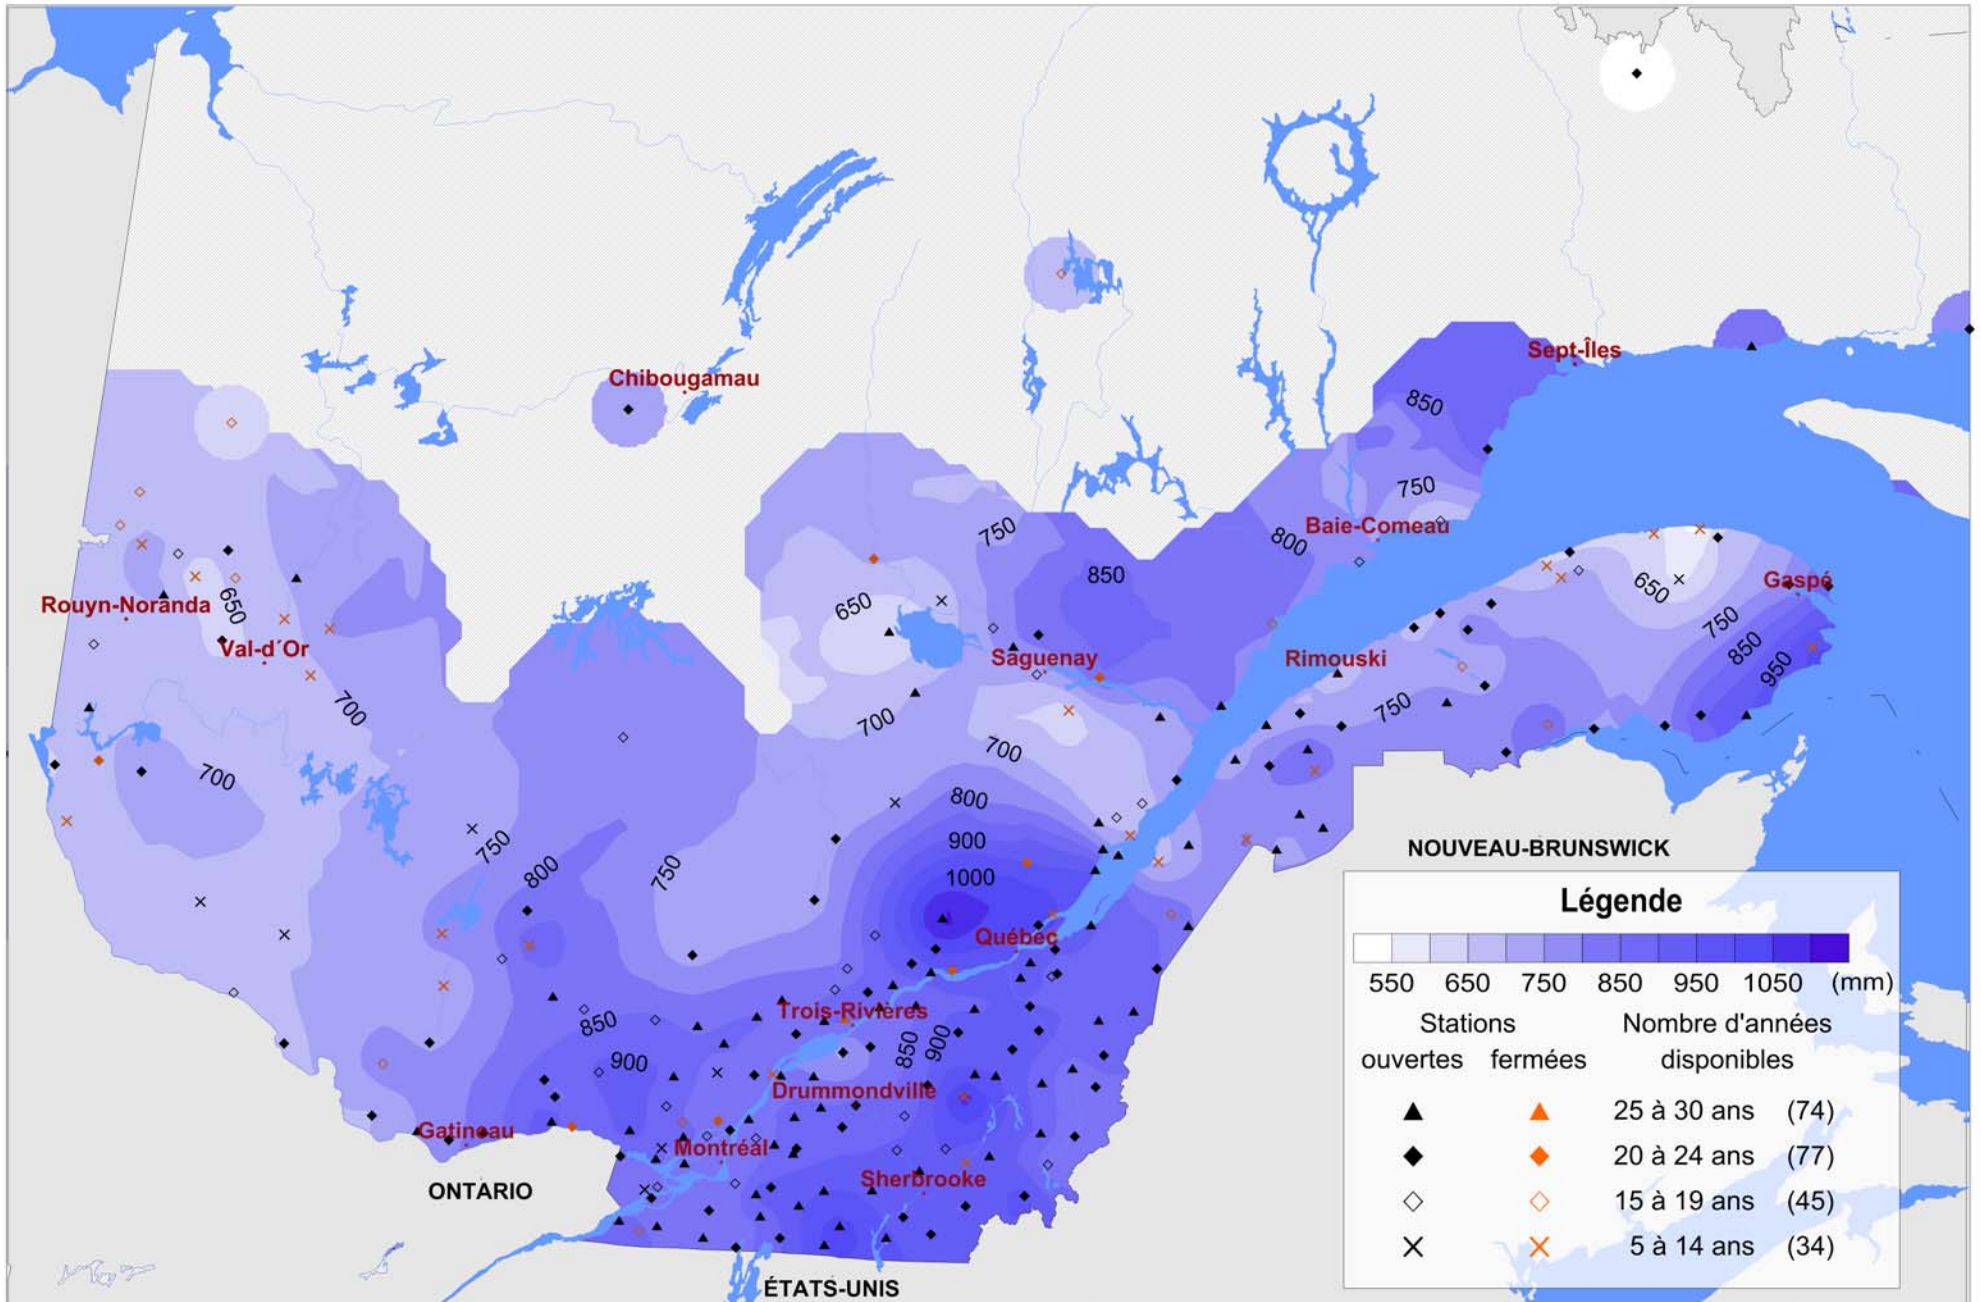 Sept-Îles
Chibougamau
850
750
Baie-Comeau
750
800
850
Gaspé
650
650
650
Rouyn-Noranda
Val-d´Or
750
850
950
Saguenay
Rimouski
700
700
750
700
700
800
900
1000
750
800
750
NOUVEAU-BRUNSWICK
Québec
Trois-Rivières
850
900
850
900
Drummondville
Gatineau
Montréal
Sherbrooke
ONTARIO
ÉTATS-UNIS
Légende
550 650 750 850 950 1050 (mm)
Stations Nombre d'années
ouvertes fermées disponibles
25 à 30 ans (74)
20 à 24 ans (77)
15 à 19 ans (45)
5 à 14 ans (34)